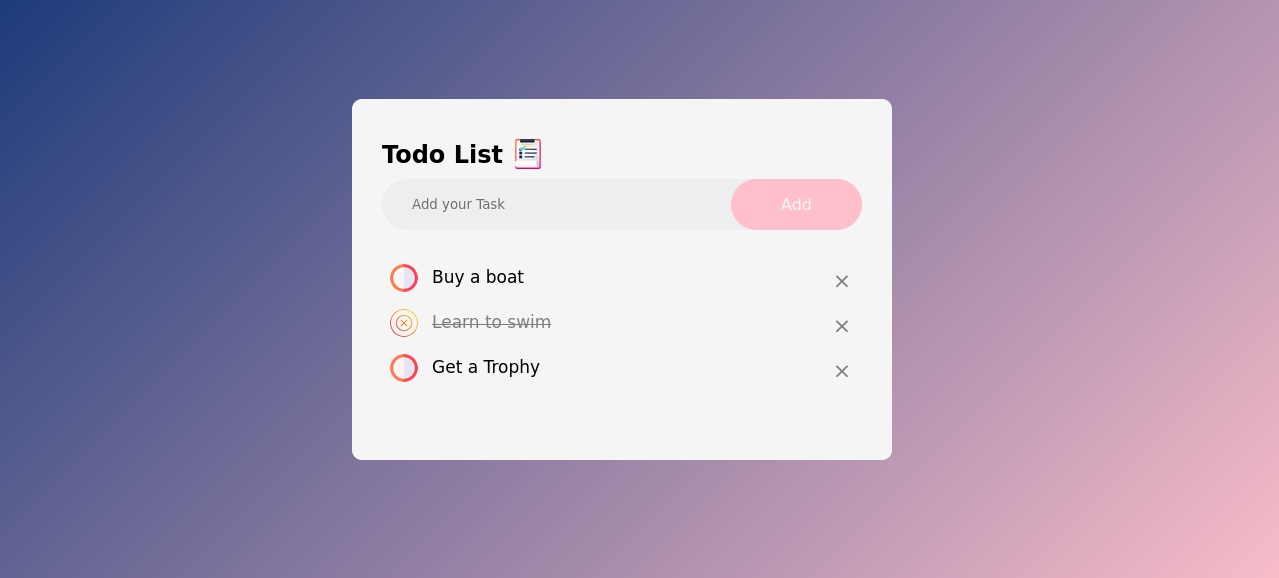 Todo List
Add your Task
Add
Buy a boat
Learn to swim
Get a Trophy